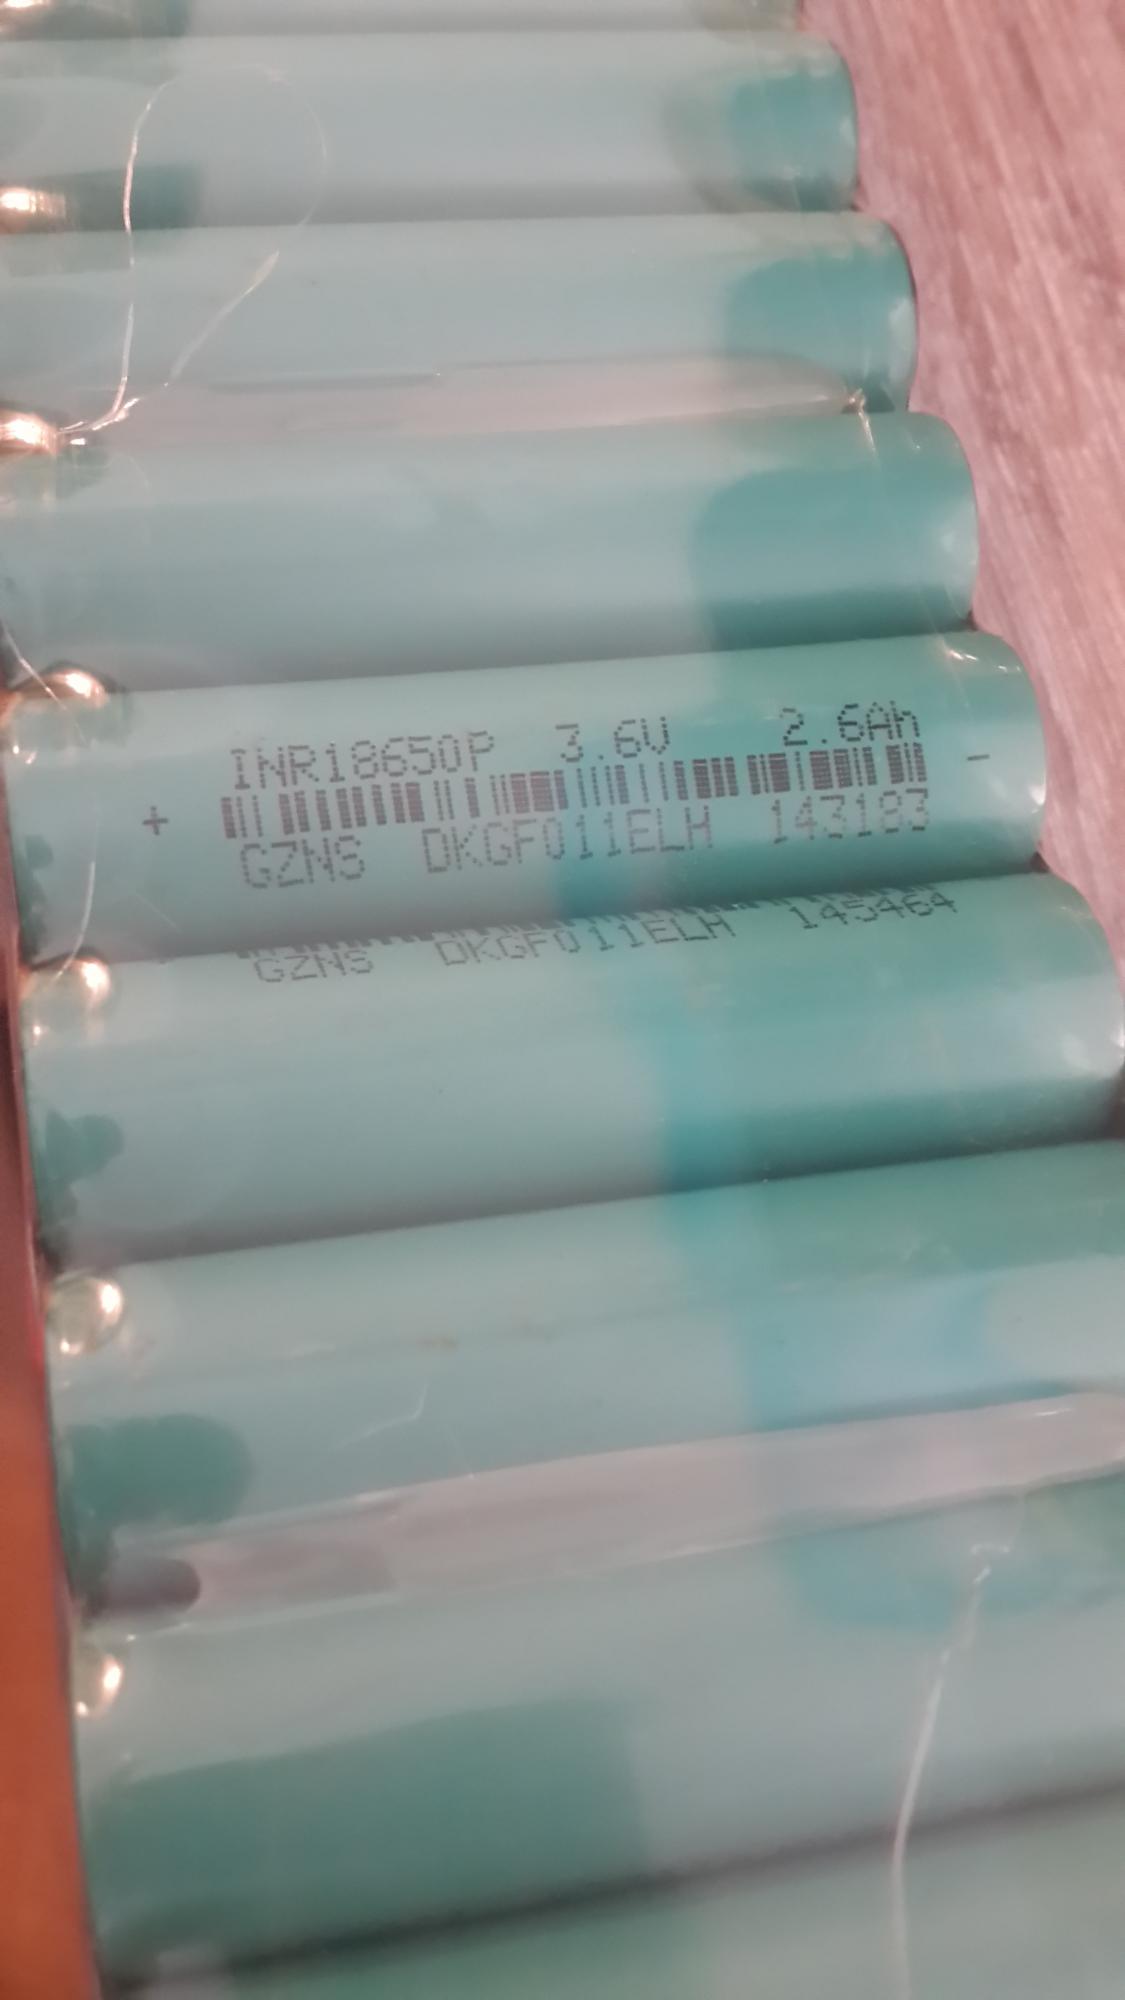 INR18650P 3.6V 2.6Ah
+ -
GZNS DKGF011ELH 143183
GZNS DKGF011ELH 145464